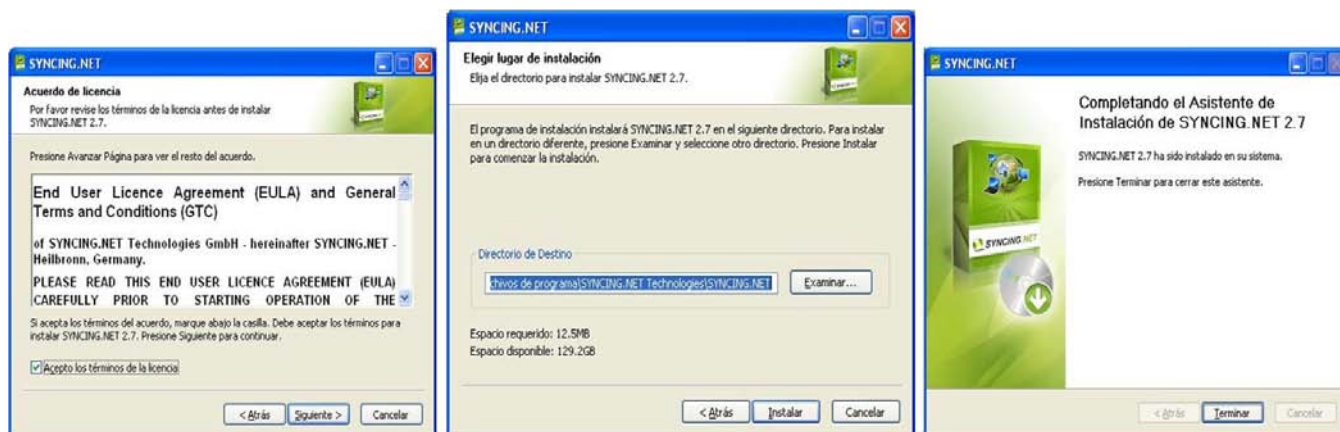 SYNCING.NET
Acuerdo de licencia
Por favor revise los términos de la licencia antes de instalar
SYNCING.NET 2.7.
Presione Avanzar Página para ver el resto del acuerdo.
End User Licence Agreement (EULA) and General
Terms and Conditions (GTC)
of SYNCING.NET Technologies GmbH - hereinafter SYNCING.NET -
Heilbronn, Germany.
PLEASE READ THIS END USER LICENCE AGREEMENT (EULA)
CAREFULLY PRIOR TO STARTING OPERATION OF THE
Si acepta los términos del acuerdo, marque abajo la casilla. Debe aceptar los términos para
instalar SYNCING.NET 2.7. Presione Siguiente para continuar.
Acepto los términos de la licencia
< Atrás
Siguiente >
Cancelar
SYNCING.NET
Elegir lugar de instalación
Elija el directorio para instalar SYNCING.NET 2.7.
El programa de instalación instalará SYNCING.NET 2.7 en el siguiente directorio. Para instalar
en un directorio diferente, presione Examinar y seleccione otro directorio. Presione Instalar
para comenzar la instalación.
Directorio de Destino
chivos de programa\SYNCING.NET Technologies\SYNCING.NET
Examinar...
Espacio requerido: 12.5MB
Espacio disponible: 129.2GB
< Atrás
Instalar
Cancelar
SYNCING.NET
Completando el Asistente de
Instalación de SYNCING.NET 2.7
SYNCING.NET 2.7 ha sido instalado en su sistema.
Presione Terminar para cerrar este asistente.
SYNCING.NET
< Atrás
Terminar
Cancelar